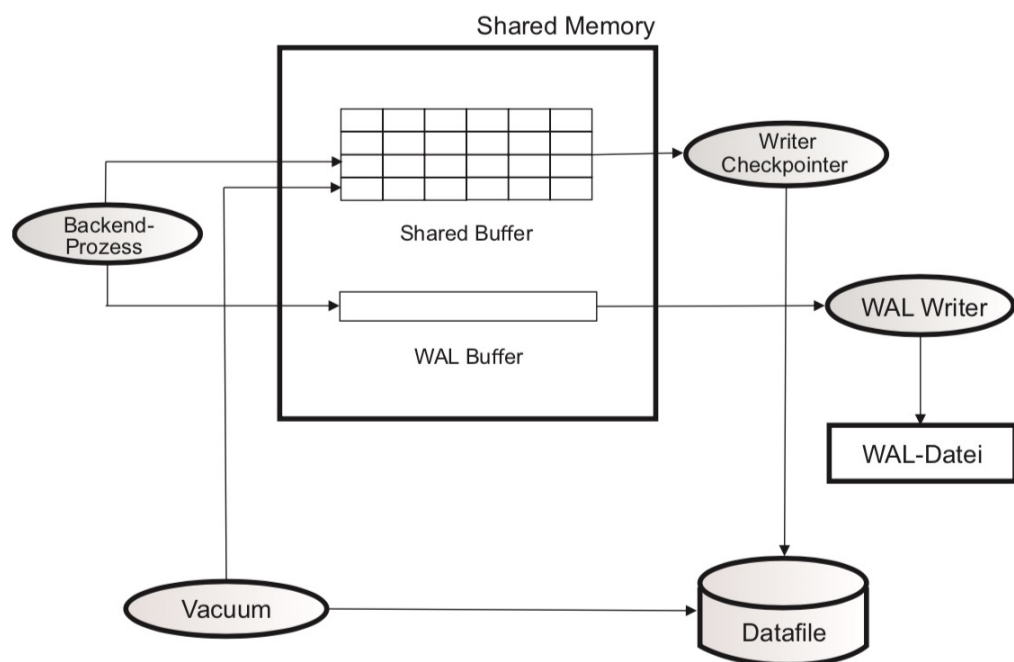 Shared Memory
Writer
Checkpointer
Backend-
Prozess
Shared Buffer
WAL Writer
WAL Buffer
WAL-Datei
Vacuum
Datafile